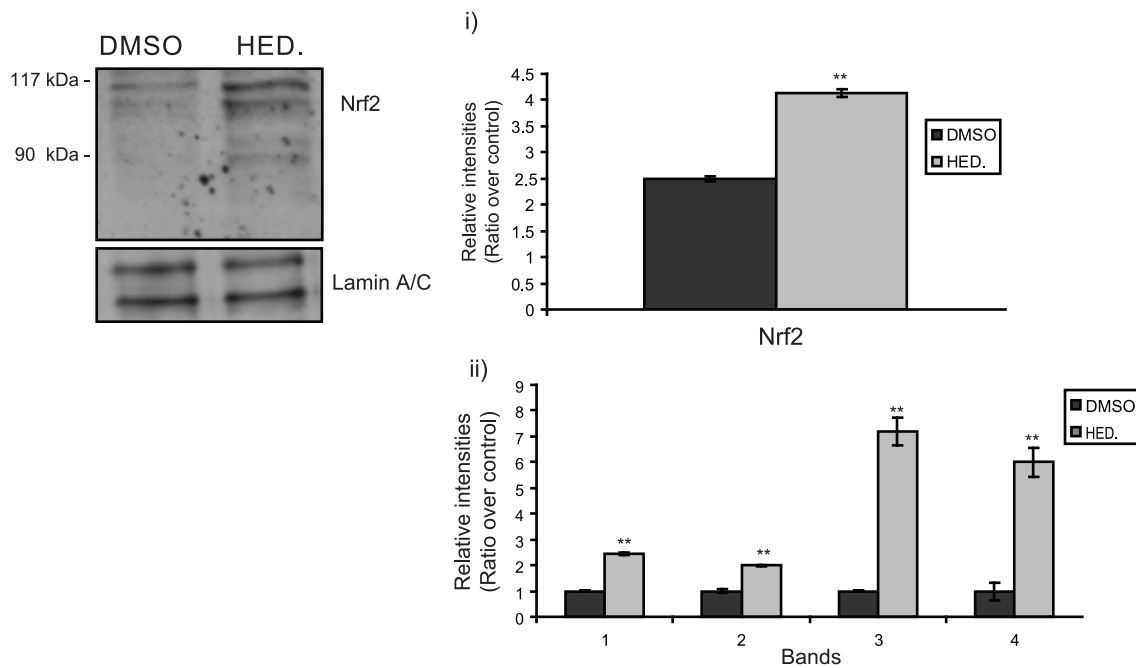 DMSO HED.
117 kDa -
Nrf2
90 kDa -
Lamin A/C
i)
Relative intensities
(Ratio over control)
4.5
4
3.5
3
2.5
2
1.5
1
0.5
0
**
DMSO
HED.
Nrf2
ii)
Relative intensities
(Ratio over control)
9
8
7
6
5
4
3
2
1
0
** ** ** **
DMSO
HED.
1 2 3 4
Bands